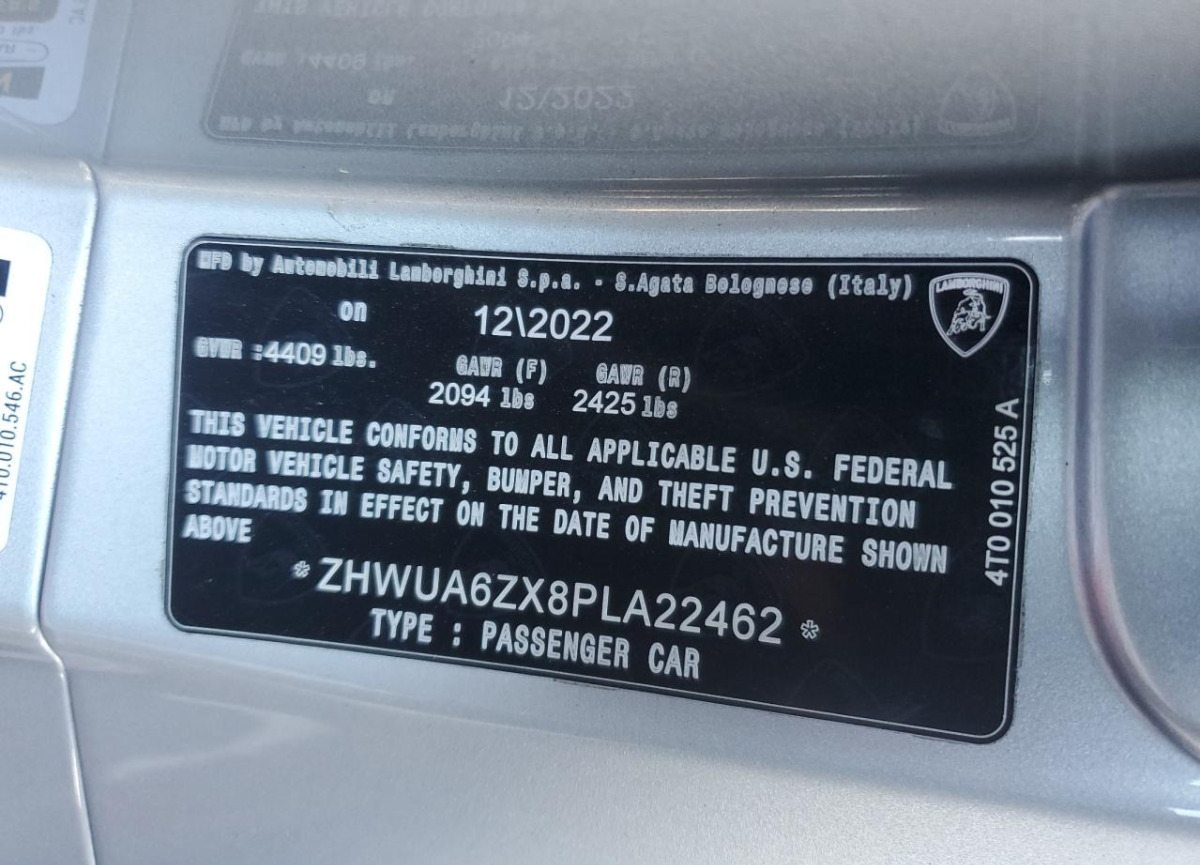 MFD by Automobili Lamborghini S.p.a. - S.Agata Bolognese (Italy)
LAMBORGHINI
on 12\2022
GVWR :4409 lbs. GAWR (F) GAWR (R)
2094 lbs 2425 lbs
THIS VEHICLE CONFORMS TO ALL APPLICABLE U.S. FEDERAL
MOTOR VEHICLE SAFETY, BUMPER, AND THEFT PREVENTION
STANDARDS IN EFFECT ON THE DATE OF MANUFACTURE SHOWN
ABOVE
*ZHWUA6ZX8PLA22462*
TYPE : PASSENGER CAR
4T0 010 525 A
4T0.010.546.AC